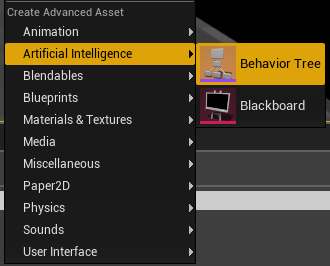 Create Advanced Asset
Animation
Artificial Intelligence
Behavior Tree
Blendables
Blackboard
Blueprints
Materials & Textures
Media
Miscellaneous
Paper2D
Physics
Sounds
User Interface